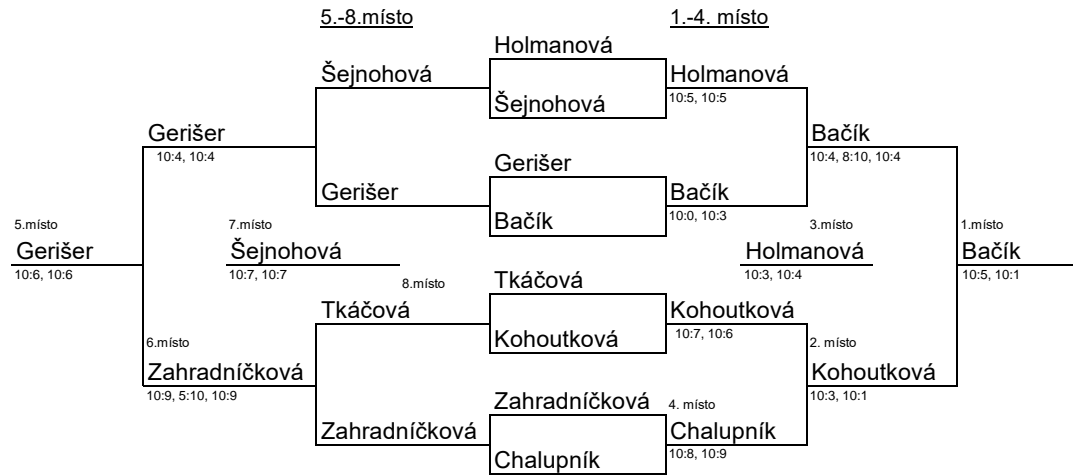 5.-8.místo
1.-4. místo
Holmanová
Šejnohová
Holmanová
Šejnohová
10:5, 10:5
Gerišer
Bačík
10:4, 10:4
10:4, 8:10, 10:4
Gerišer
Gerišer
Bačík
Bačík
10:0, 10:3
5.místo
7.místo
3.místo
1.místo
Gerišer
Šejnohová
Holmanová
Bačík
10:6, 10:6
10:7, 10:7
10:3, 10:4
10:5, 10:1
8.místo
Tkáčová
Tkáčová
Kohoutková
Kohoutková
10:7, 10:6
6.místo
2. místo
Zahradníčková
Kohoutková
10:9, 5:10, 10:9
10:3, 10:1
Zahradníčková
4. místo
Zahradníčková
Chalupník
Chalupník
10:8, 10:9